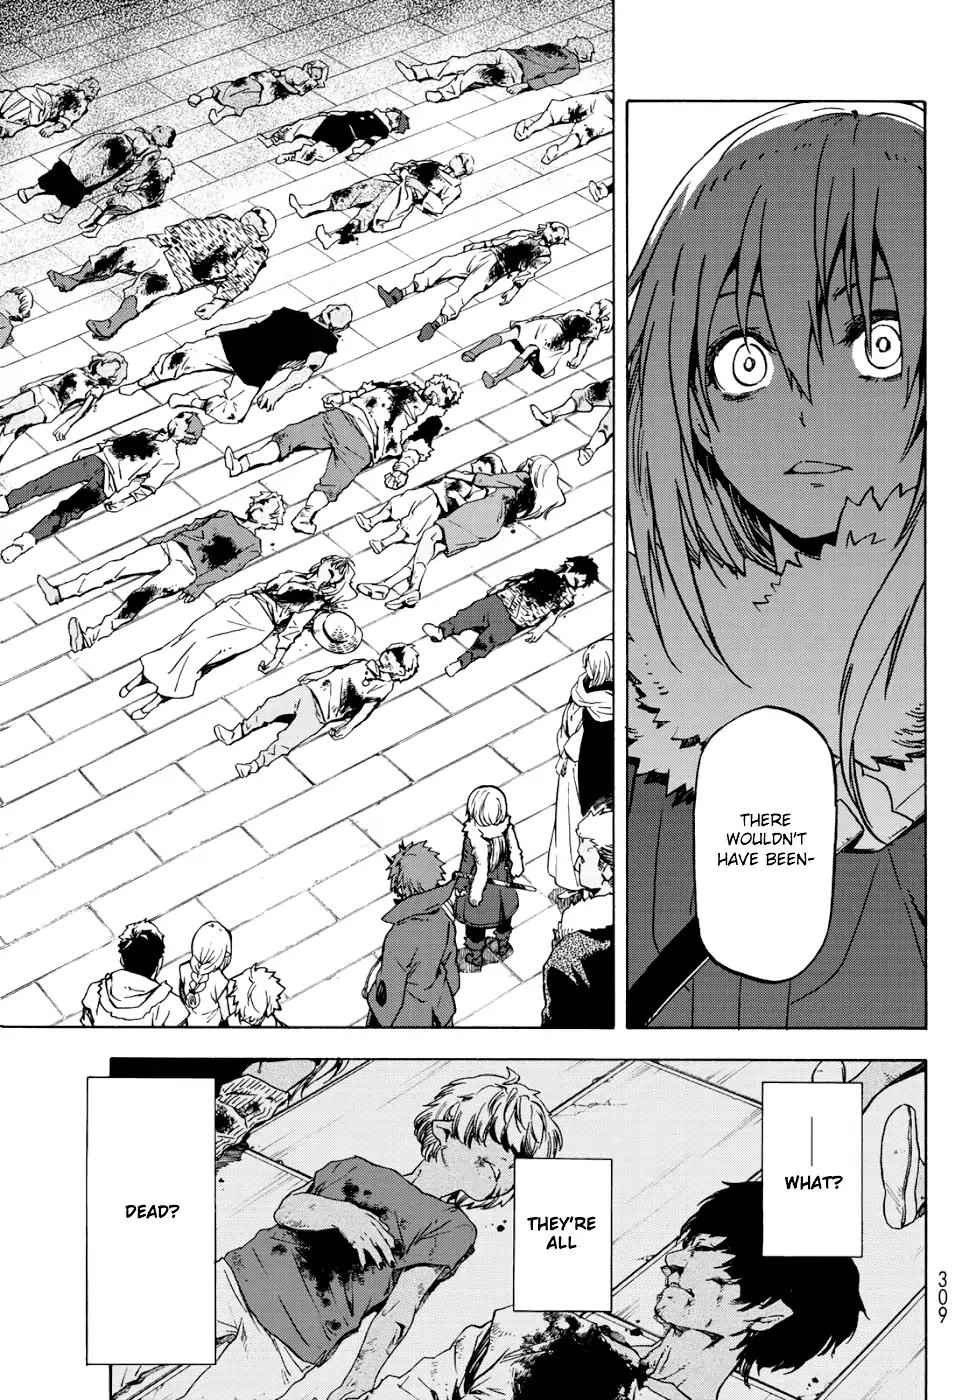 THERE
WOULDN'T
HAVE BEEN-
WHAT?
THEY'RE
ALL
DEAD?
309